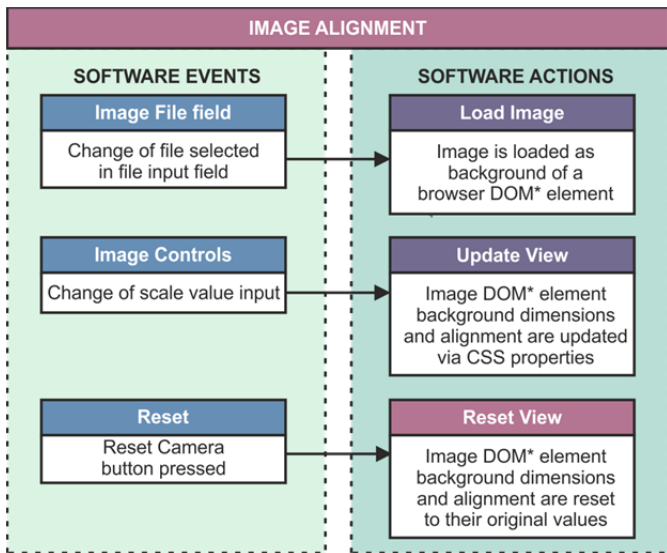 IMAGE ALIGNMENT
SOFTWARE EVENTS
Image File field
Change of file selected
in file input field
Image Controls
Change of scale value input
Reset
Reset Camera
button pressed
SOFTWARE ACTIONS
Load Image
Image is loaded as
background of a
browser DOM* element
Update View
Image DOM* element
background dimensions
and alignment are updated
via CSS properties
Reset View
Image DOM* element
background dimensions
and alignment are reset
to their original values